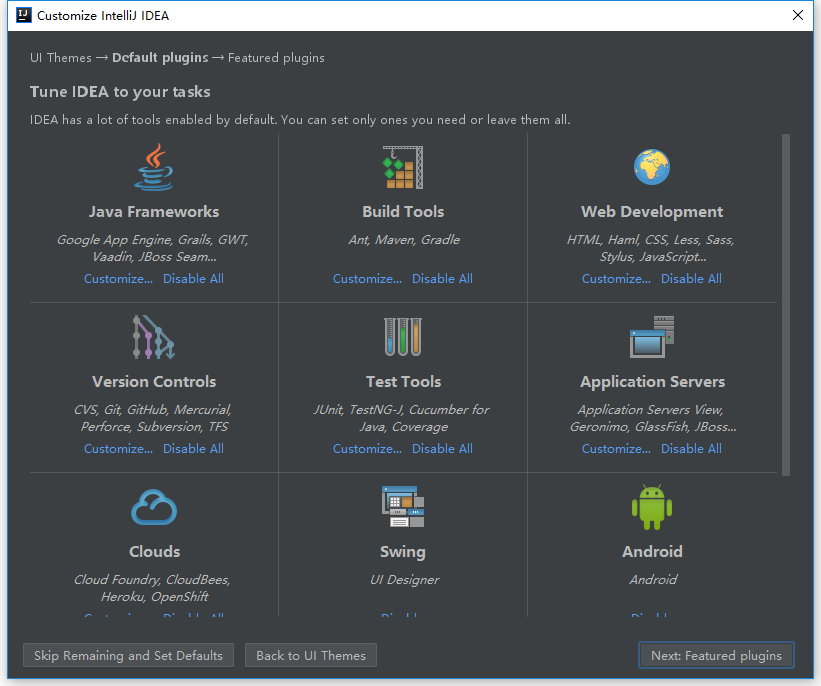 IJ
Customize IntelliJ IDEA
UI Themes → Default plugins → Featured plugins
Tune IDEA to your tasks
IDEA has a lot of tools enabled by default. You can set only ones you need or leave them all.
Java Frameworks
Google App Engine, Grails, GWT,
Vaadin, JBoss Seam...
Customize... Disable All
Build Tools
Ant, Maven, Gradle
Customize... Disable All
Web Development
HTML, Haml, CSS, Less, Sass,
Stylus, JavaScript...
Customize... Disable All
Version Controls
CVS, Git, GitHub, Mercurial,
Perforce, Subversion, TFS
Customize... Disable All
Test Tools
JUnit, TestNG-J, Cucumber for
Java, Coverage
Customize... Disable All
Application Servers
Application Servers View,
Geronimo, GlassFish, JBoss...
Customize... Disable All
Clouds
Cloud Foundry, CloudBees,
Heroku, OpenShift
Swing
UI Designer
Android
Android
Skip Remaining and Set Defaults
Back to UI Themes
Next: Featured plugins